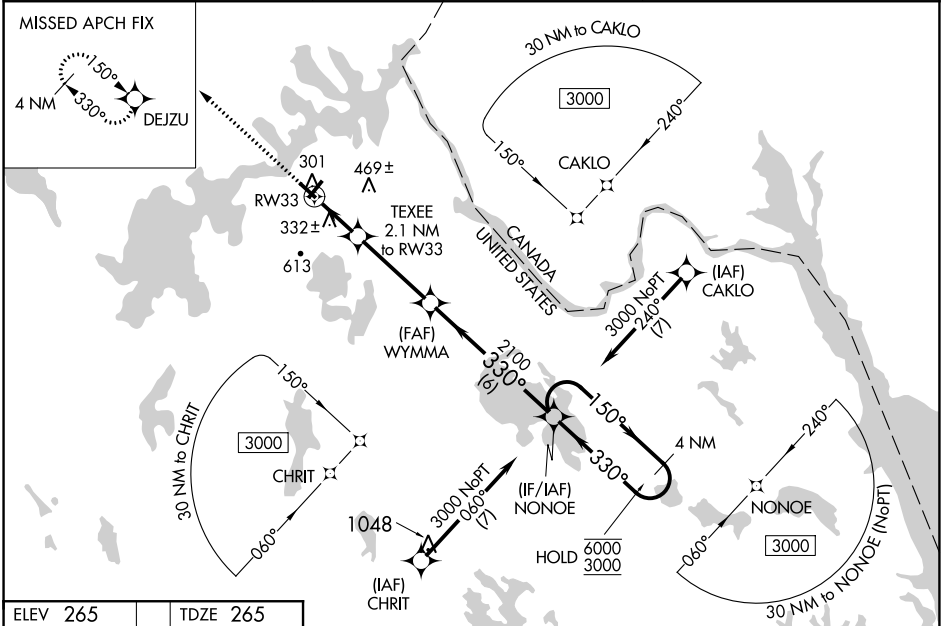 MISSED APCH FIX
150°
4 NM
330°
DEJZU
30 NM to CAKLO
3000
240°
150°
CAKLO
301
469±
RW33
TEXEE
2.1 NM
to RW33
332±
613
CANADA
UNITED STATES
(IAF)
CAKLO
3000 NoPT
240°
(7)
(FAF)
WYMMA
2100
330°
(6)
150°
4 NM
330°
(IF/IAF)
NONOE
HOLD
6000
3000
30 NM to CHRIT
150°
3000
CHRIT
060°
1048
3000 NoPT
060°
(7)
(IAF)
CHRIT
240°
NONOE
060°
3000
30 NM to NONOE (NoPT)
ELEV 265
TDZE 265